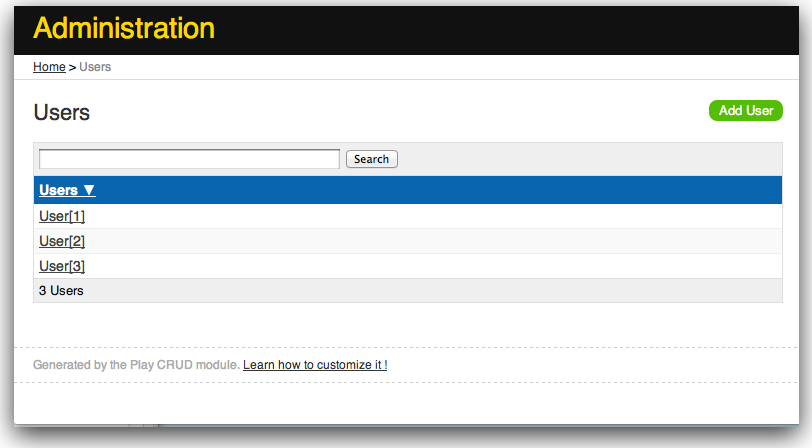 Administration
Home > Users
Users
Add User
Search
Users ▼
User[1]
User[2]
User[3]
3 Users
Generated by the Play CRUD module. Learn how to customize it !